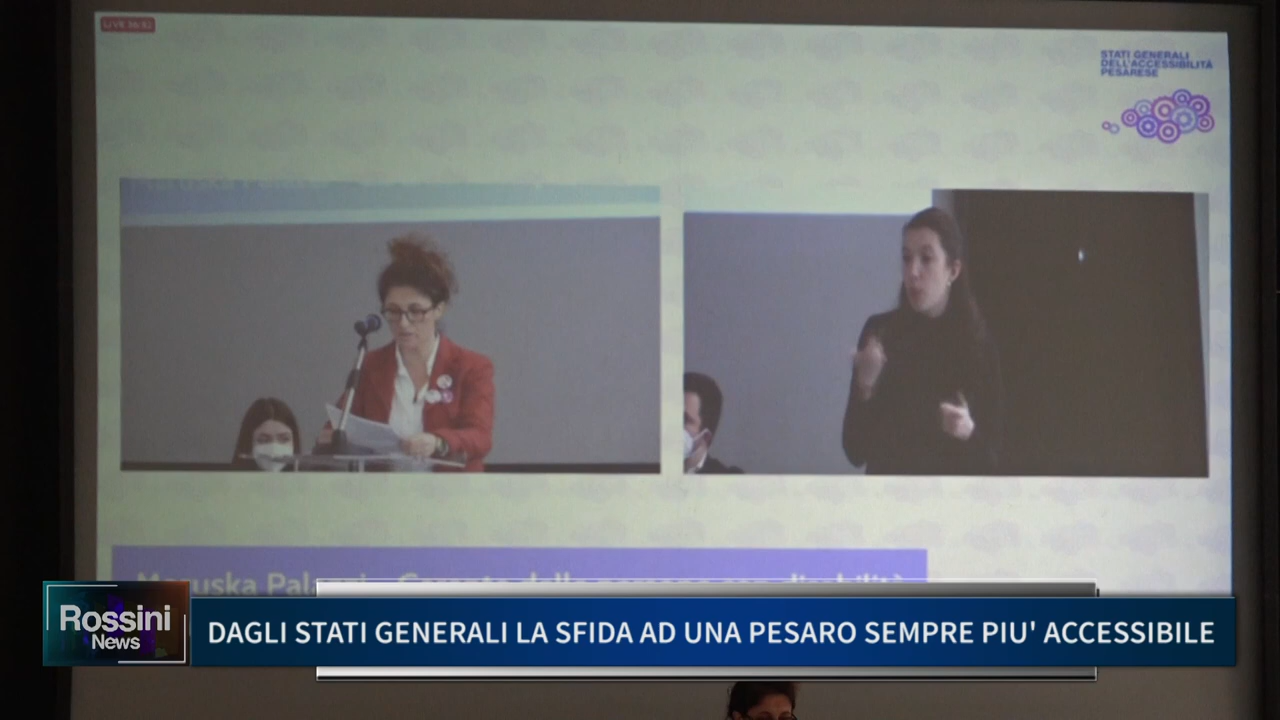 STATI GENERALI
DELL'ACCESSIBILITÀ
PESARESE
Rossini
News
DAGLI STATI GENERALI LA SFIDA AD UNA PESARO SEMPRE PIU' ACCESSIBILE